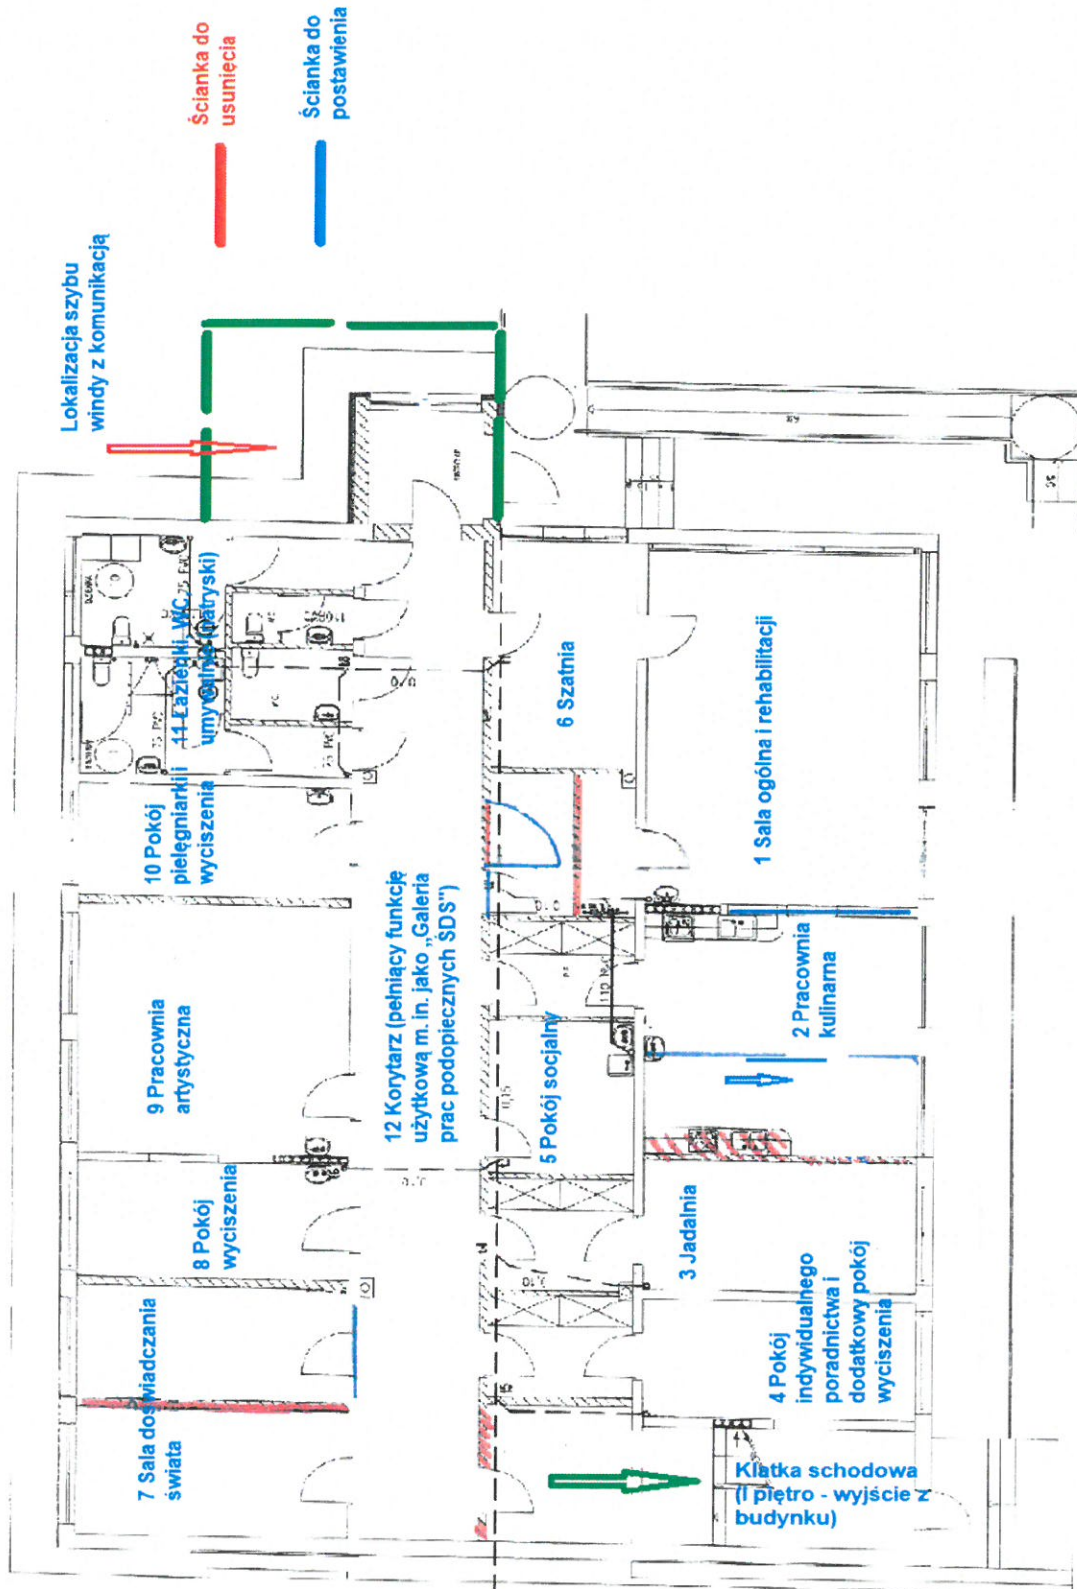 Lokalizacja szybu
windy z komunikacją
Ścianka do
usunięcia
Ścianka do
postawienia
7 Sala doświadczania
świata
8 Pokój
wyciszenia
9 Pracownia
artystyczna
10 Pokój
pielęgniarki i
wyciszenia
11 Łazienki WC,
umywalnie (natryski)
12 Korytarz (pełniący funkcję
użytkową m. in. jako „Galeria
prac podopiecznych ŚDS")
5 Pokój socjalny
6 Szatnia
Klatka schodowa
(I piętro - wyjście z
budynku)
4 Pokój
indywidualnego
poradnictwa i
dodatkowy pokój
wyciszenia
3 Jadalnia
2 Pracownia
kulinarna
1 Sala ogólna i rehabilitacji